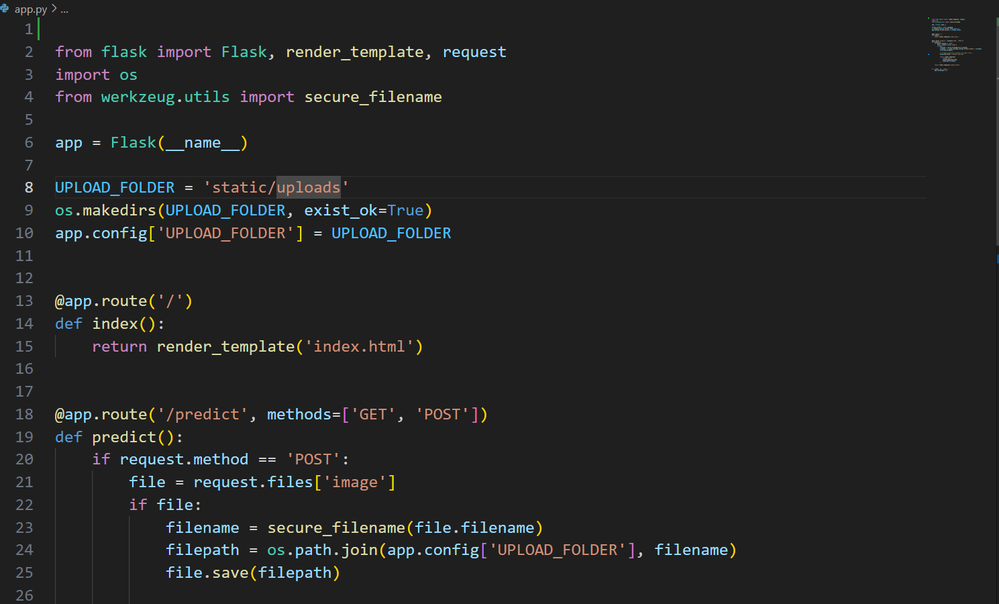 app.py > ...
1
2 from flask import Flask, render_template, request
3 import os
4 from werkzeug.utils import secure_filename
5
6 app = Flask(__name__)
7
8 UPLOAD_FOLDER = 'static/uploads'
9 os.makedirs(UPLOAD_FOLDER, exist_ok=True)
10 app.config['UPLOAD_FOLDER'] = UPLOAD_FOLDER
11
12
13 @app.route('/')
14 def index():
15     return render_template('index.html')
16
17
18 @app.route('/predict', methods=['GET', 'POST'])
19 def predict():
20     if request.method == 'POST':
21         file = request.files['image']
22         if file:
23             filename = secure_filename(file.filename)
24             filepath = os.path.join(app.config['UPLOAD_FOLDER'], filename)
25             file.save(filepath)
26